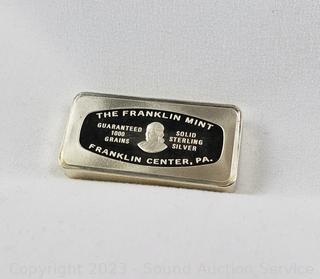 THE FRANKLIN MINT
GUARANTEED
1000
GRAINS
SOLID
STERLING
SILVER
FRANKLIN CENTER, PA.
Copyright 2023 - Sound Auction Service